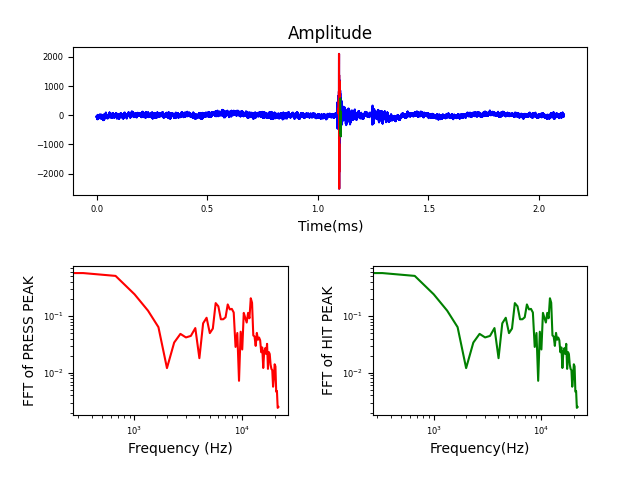 Amplitude
2000
1000
0
−1000
−2000
0.0 0.5 1.0 1.5 2.0
Time(ms)
FFT of PRESS PEAK
10⁻¹
10⁻²
10³ 10⁴
Frequency (Hz)
FFT of HIT PEAK
10⁻¹
10⁻²
10³ 10⁴
Frequency(Hz)